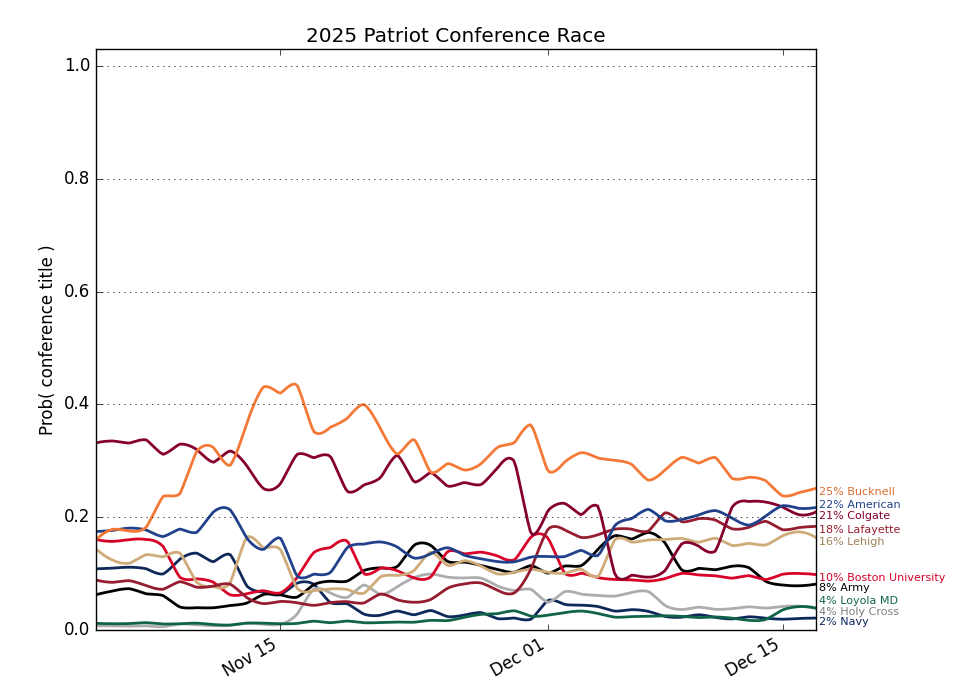 2025 Patriot Conference Race
1.0
0.8
0.6
0.4
0.2
0.0
Prob( conference title )
25% Bucknell
22% American
21% Colgate
18% Lafayette
16% Lehigh
10% Boston University
8% Army
4% Loyola MD
4% Holy Cross
2% Navy
Nov 15
Dec 01
Dec 15